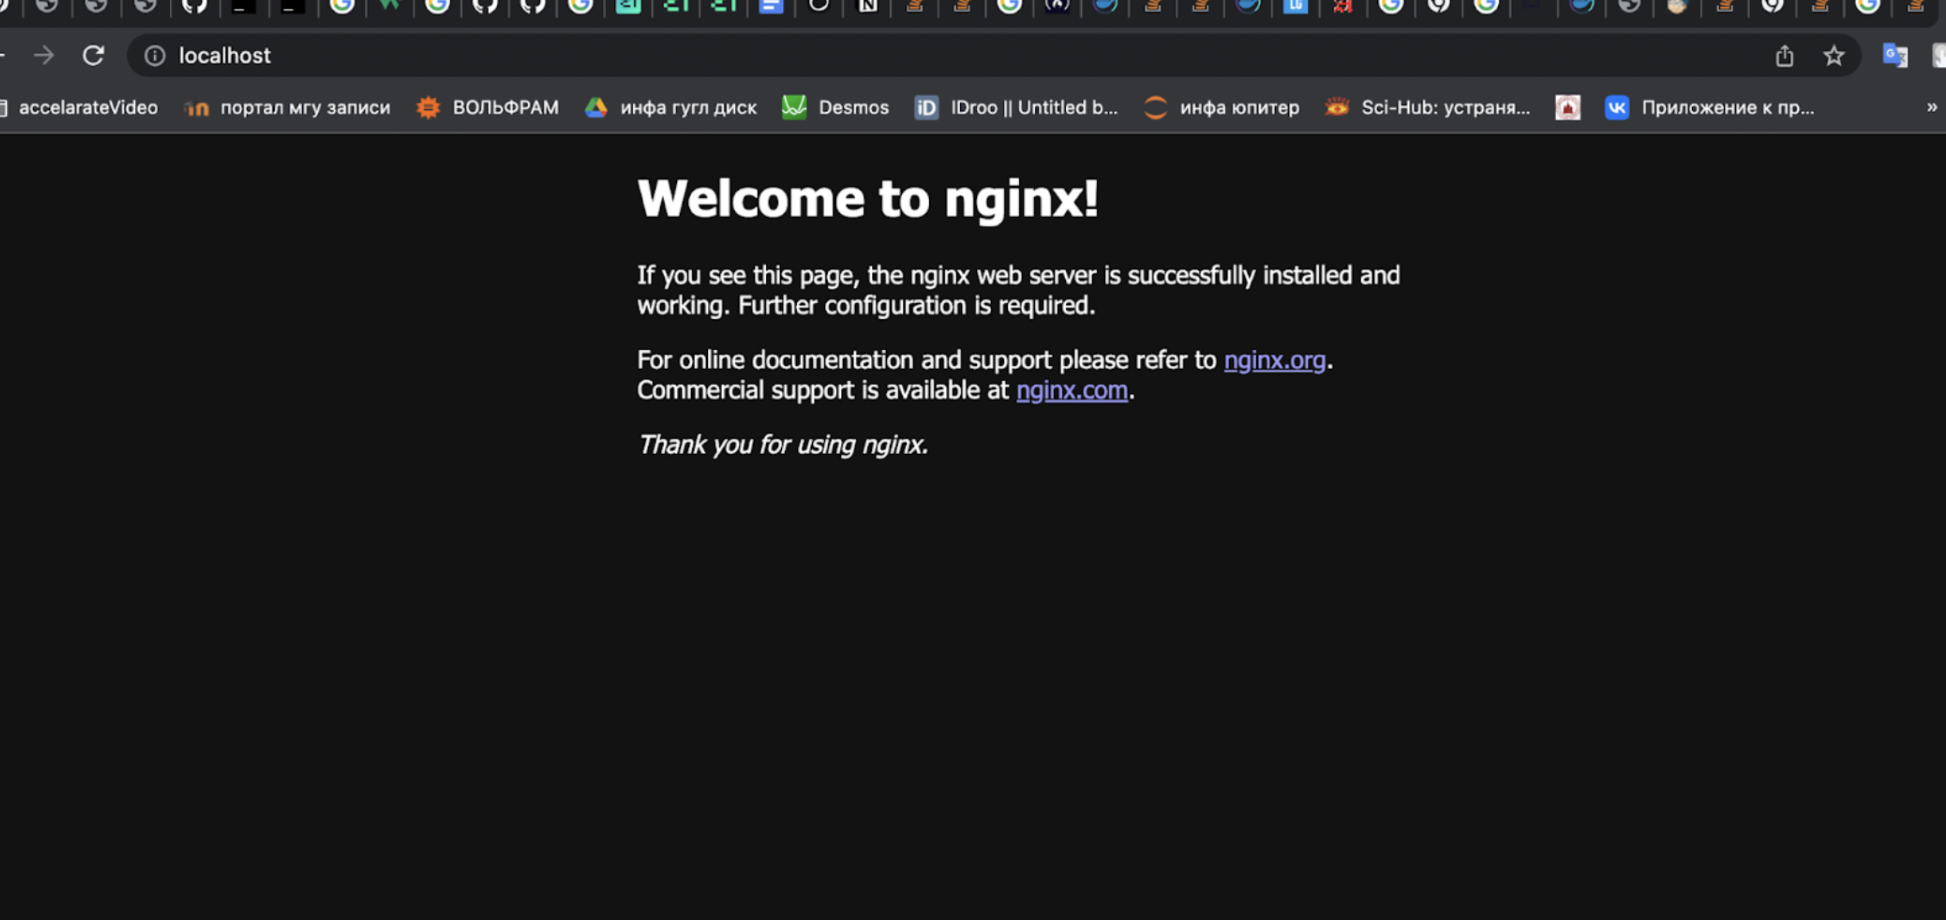 localhost
accelarateVideo портал мгу записи ВОЛЬФРАМ инфа гугл диск Desmos iD IDroo || Untitled b... инфа юпитер Sci-Hub: устраня... Приложение к пр... »
Welcome to nginx!
If you see this page, the nginx web server is successfully installed and
working. Further configuration is required.
For online documentation and support please refer to nginx.org.
Commercial support is available at nginx.com.
Thank you for using nginx.